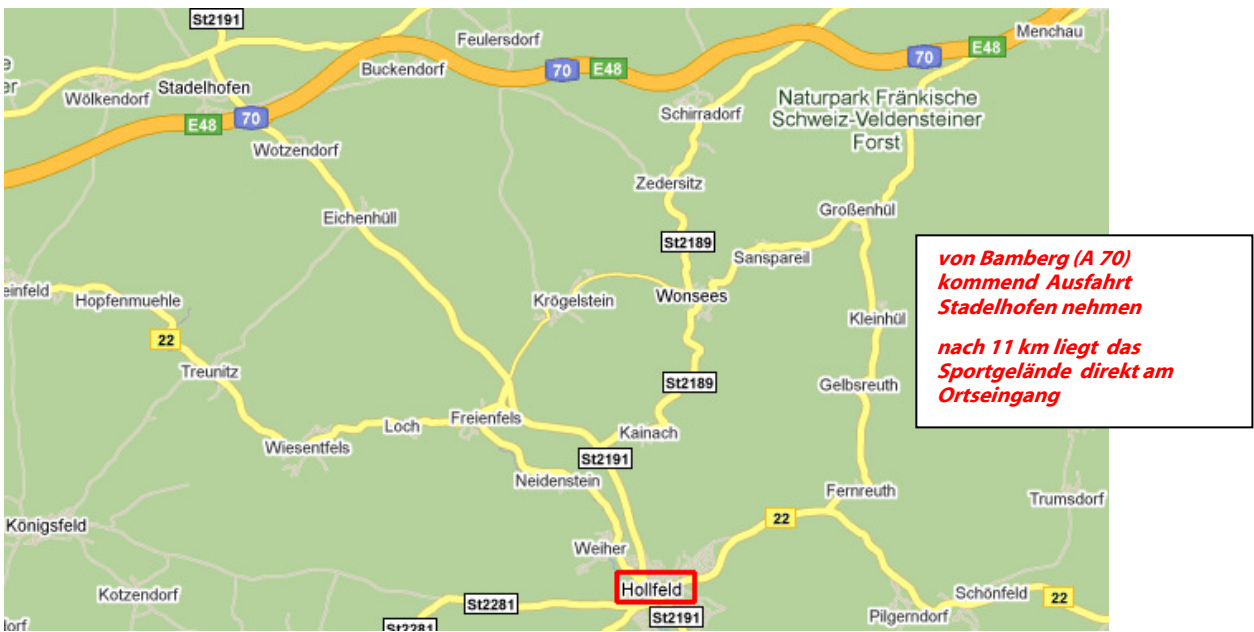 St2191
Menchau
Feulersdorf
E48
70
Buckendorf
70 E48
Stadelhofen
Wölkendorf
Naturpark Fränkische
Schweiz-Veldensteiner
Forst
Schirradorf
E48 70
Wotzendorf
Zedersitz
Eichenhüll
Großenhül
St2189
Sanspareil
von Bamberg (A 70)
kommend Ausfahrt
Stadelhofen nehmen
nach 11 km liegt das
Sportgelände direkt am
Ortseingang
einfeld
Hopfenmuehle
Krögelstein
Wonsees
Kleinhül
22
Treunitz
St2189
Gelbsreuth
Freienfels
Loch
Kainach
Wiesentfels
St2191
Neidenstein
Fernreuth
Trumsdorf
22
Königsfeld
Weiher
Hollfeld
Kotzendorf
Schönfeld
22
St2281
St2191
Pilgerndorf
dorf
St2281